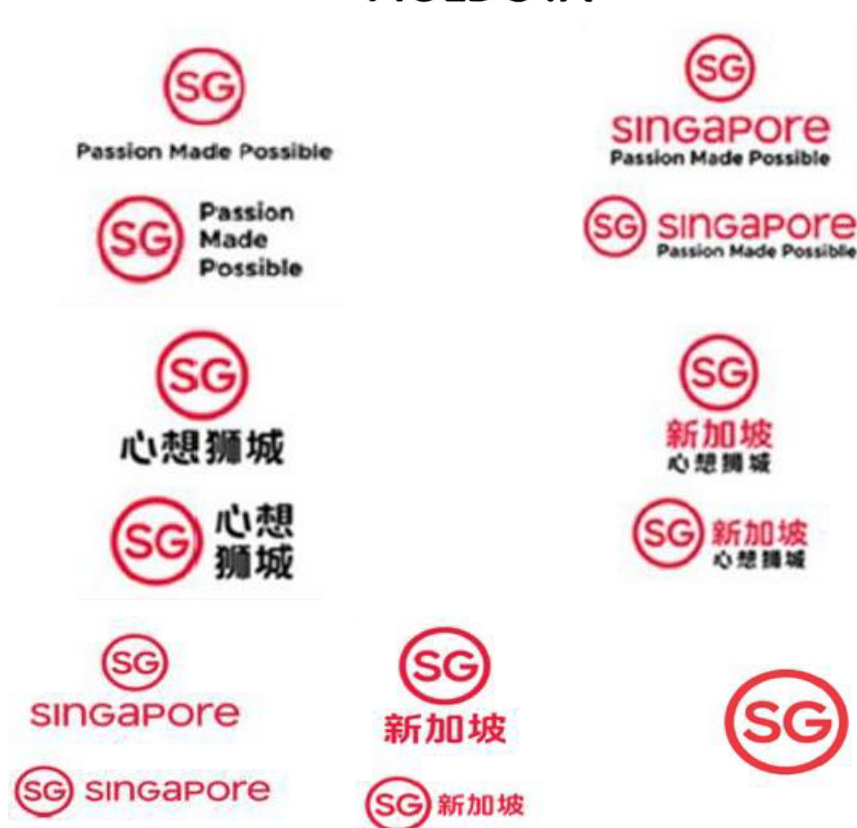 SG
Passion Made Possible
SG
Passion
Made
Possible
SG
SINGAPORE
Passion Made Possible
SG
SINGAPORE
Passion Made Possible
SG
心想狮城
SG
心想
狮城
SG
新加坡
心想狮城
SG
新加坡
心想狮城
SG
SINGAPORE
SG
SINGAPORE
SG
新加坡
SG
新加坡
SG